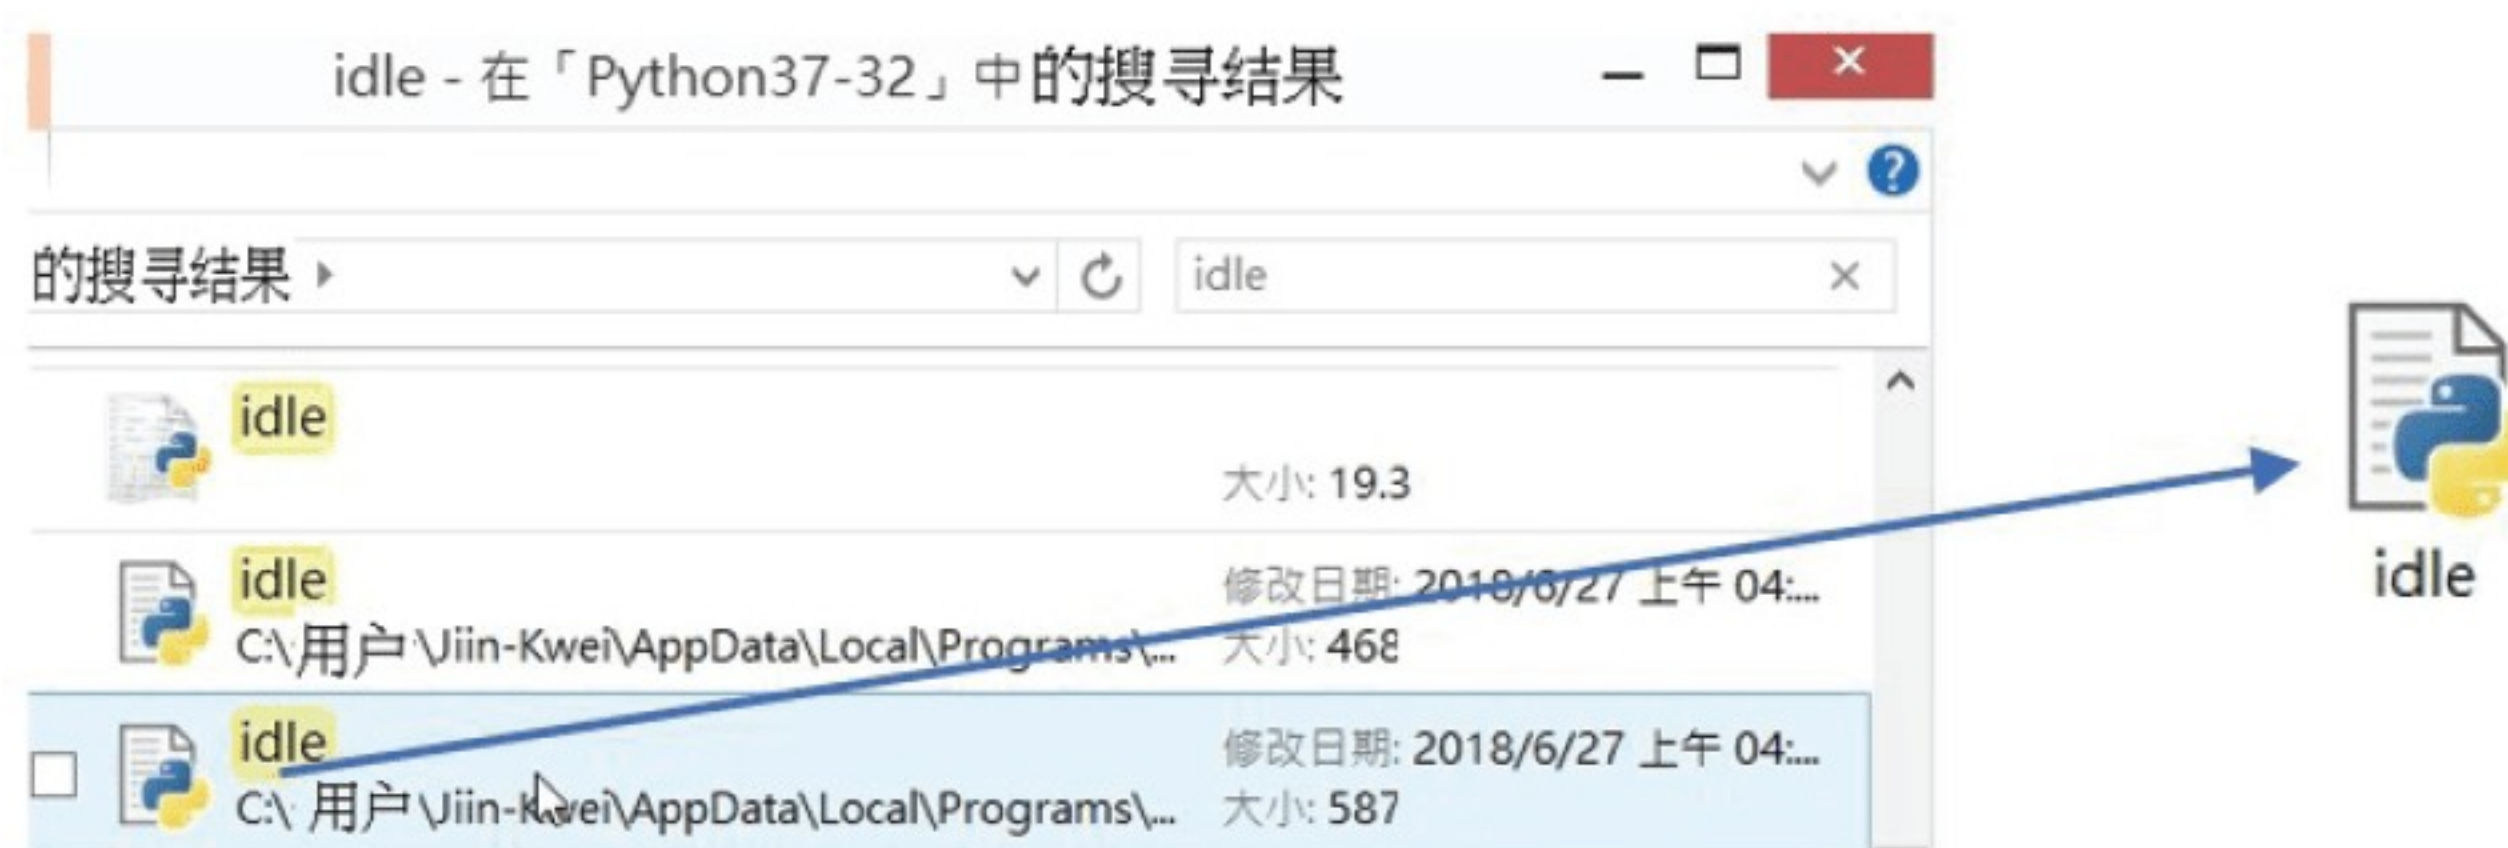 idle - 在「Python37-32」中的搜寻结果
的搜寻结果
idle
idle
大小: 19.3
idle
修改日期: 2018/6/27 上午 04:...
C:\用户\Jiin-Kwei\AppData\Local\Programs\...
大小: 468
idle
修改日期: 2018/6/27 上午 04:...
C:\ 用户\Jiin-Kwei\AppData\Local\Programs\...
大小: 587
idle